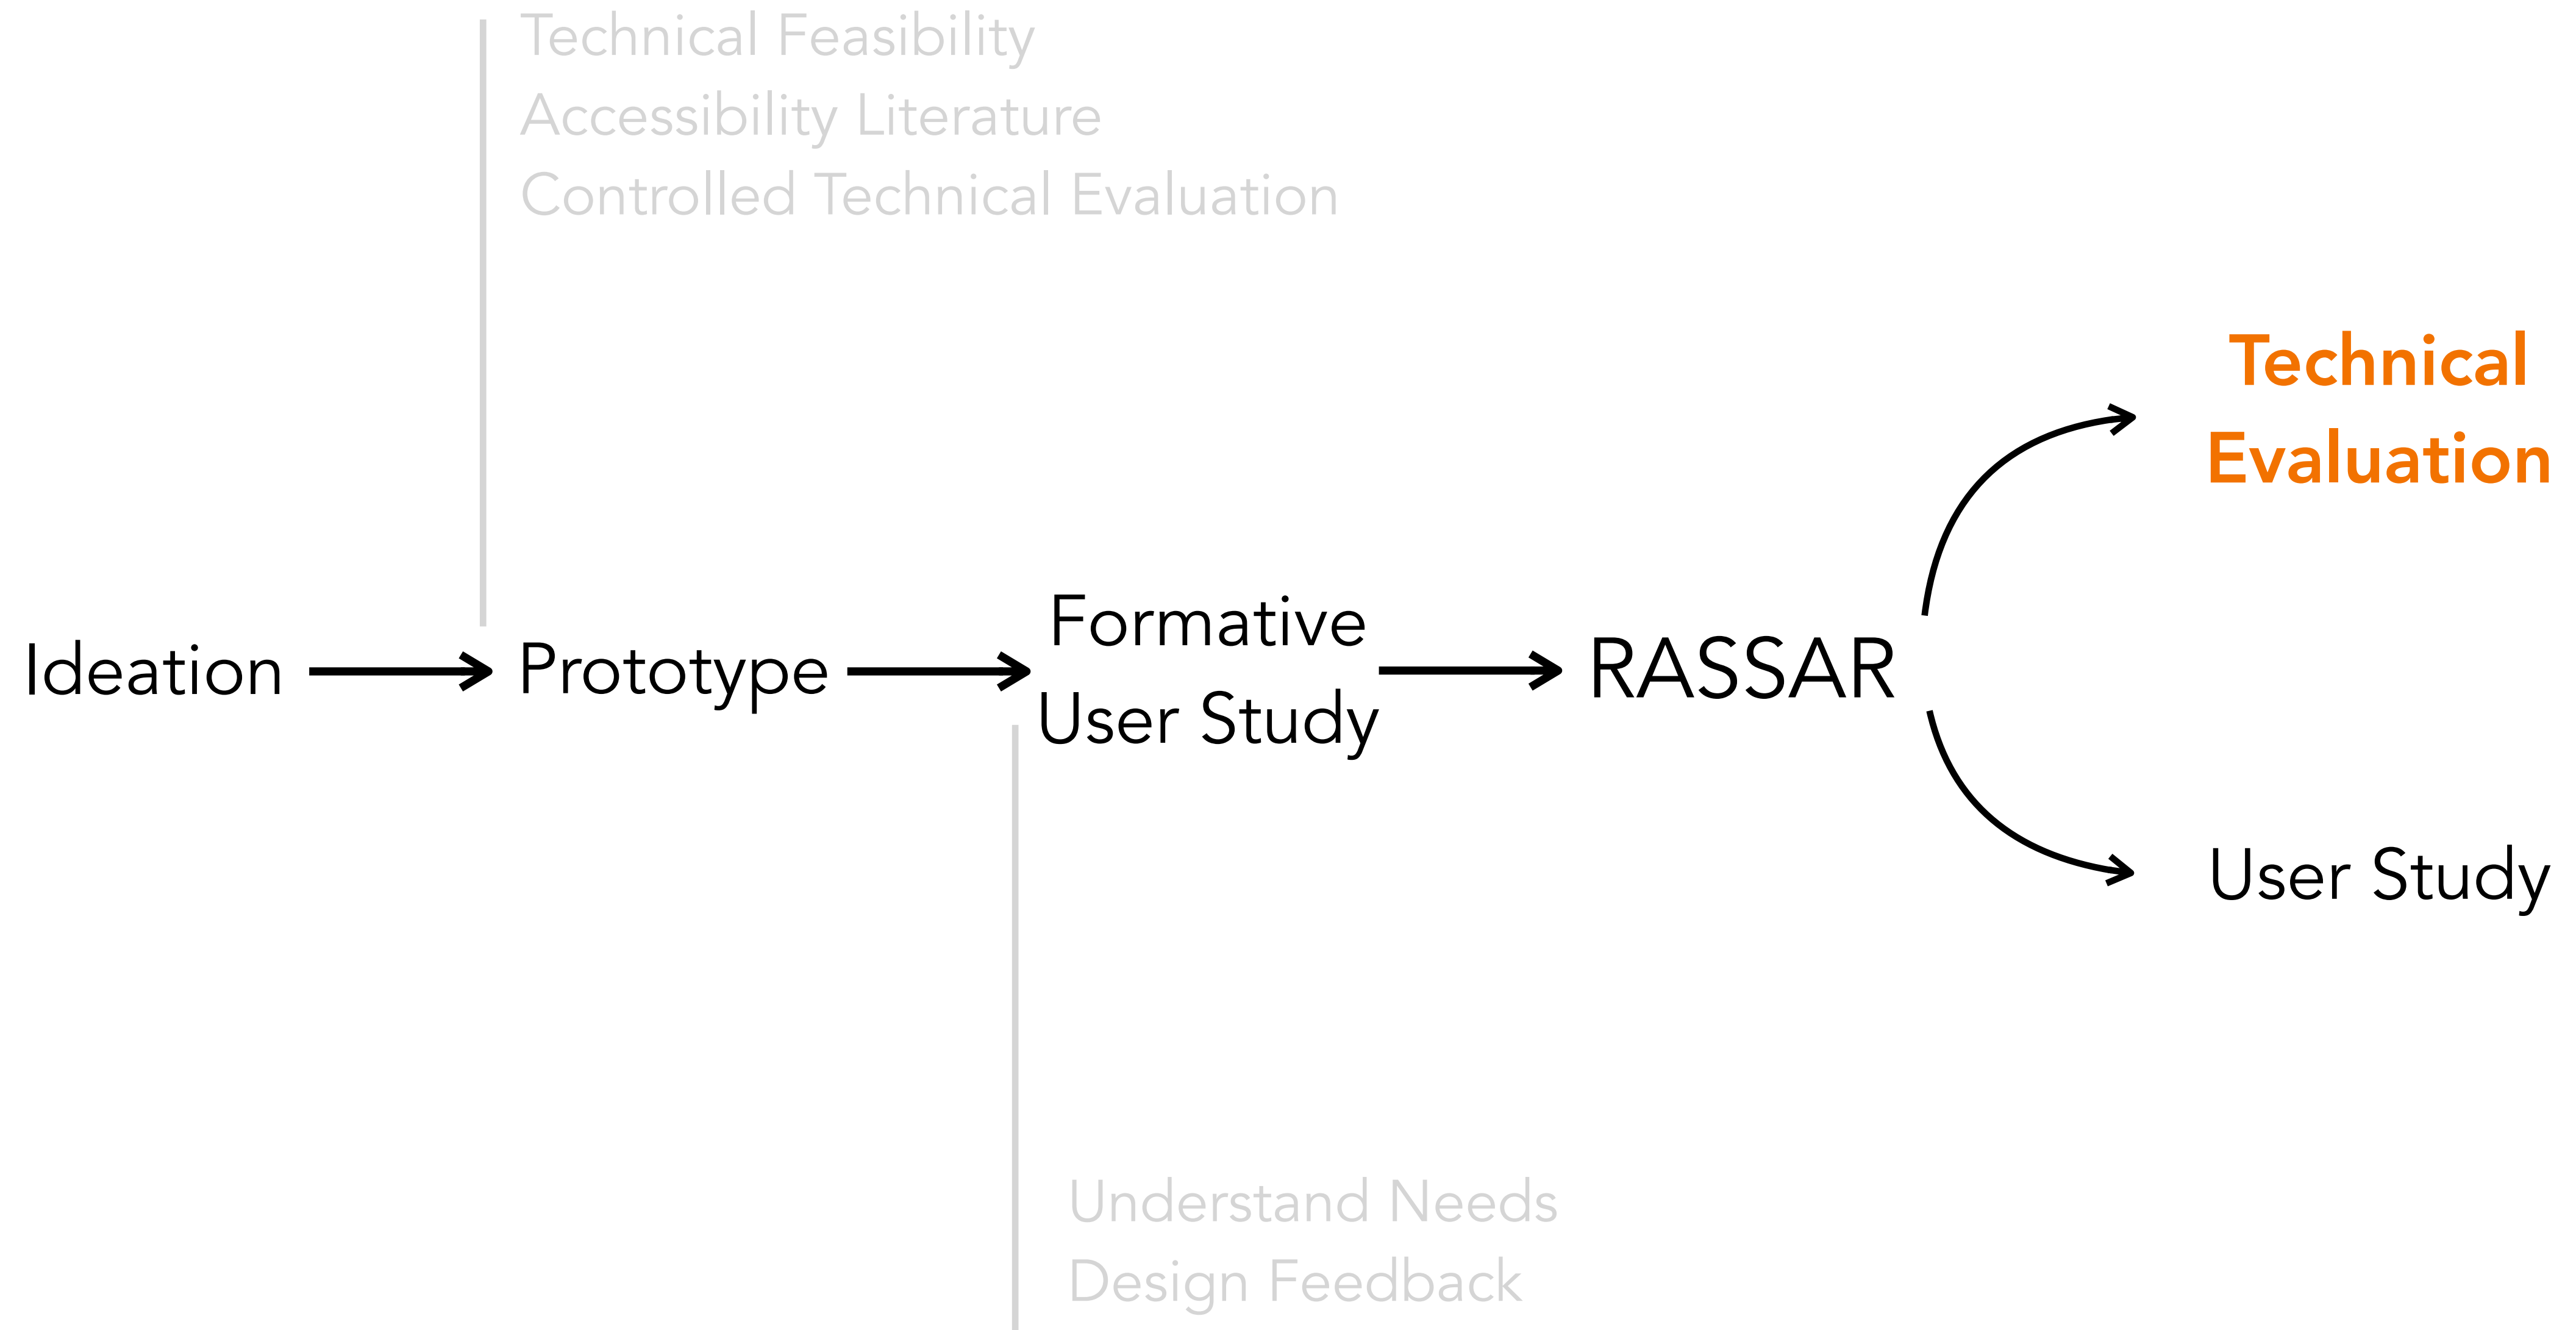 Technical Feasibility
Accessibility Literature
Controlled Technical Evaluation
Ideation
Prototype
Formative
User Study
RASSAR
Technical
Evaluation
User Study
Understand Needs
Design Feedback